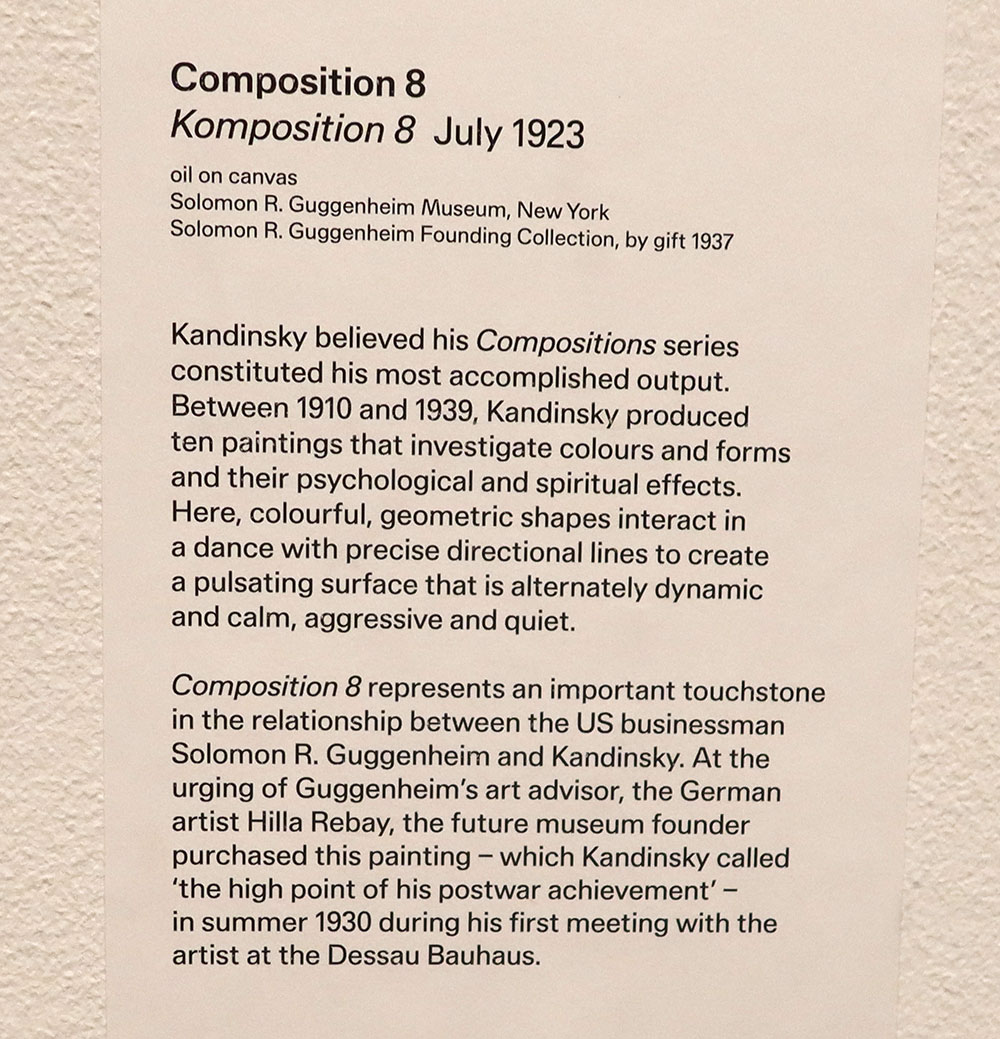 Composition 8
Komposition 8 July 1923
oil on canvas
Solomon R. Guggenheim Museum, New York
Solomon R. Guggenheim Founding Collection, by gift 1937
Kandinsky believed his Compositions series
constituted his most accomplished output.
Between 1910 and 1939, Kandinsky produced
ten paintings that investigate colours and forms
and their psychological and spiritual effects.
Here, colourful, geometric shapes interact in
a dance with precise directional lines to create
a pulsating surface that is alternately dynamic
and calm, aggressive and quiet.
Composition 8 represents an important touchstone
in the relationship between the US businessman
Solomon R. Guggenheim and Kandinsky. At the
urging of Guggenheim’s art advisor, the German
artist Hilla Rebay, the future museum founder
purchased this painting – which Kandinsky called
‘the high point of his postwar achievement’ –
in summer 1930 during his first meeting with the
artist at the Dessau Bauhaus.